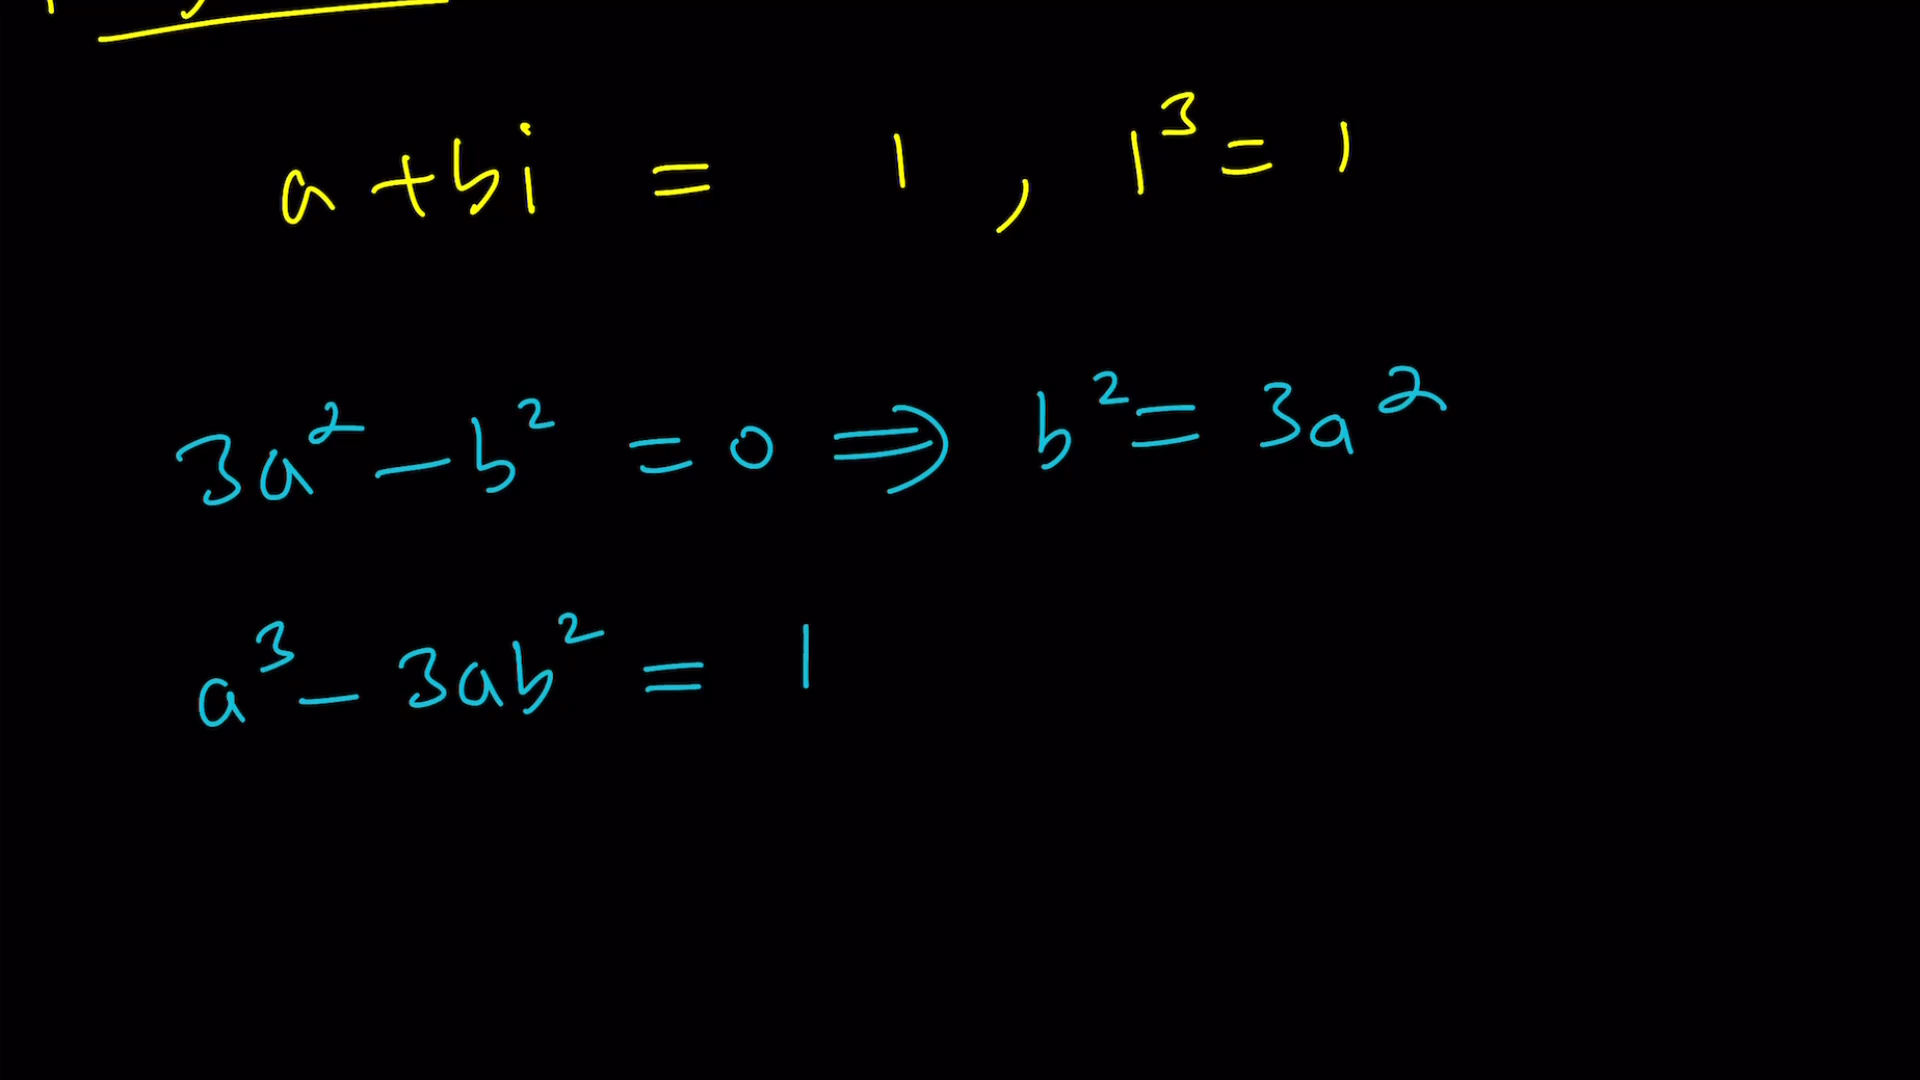 a + bi = 1 , 1³ = 1
3a² - b² = 0 ⇒ b² = 3a²
a³ - 3ab² = 1